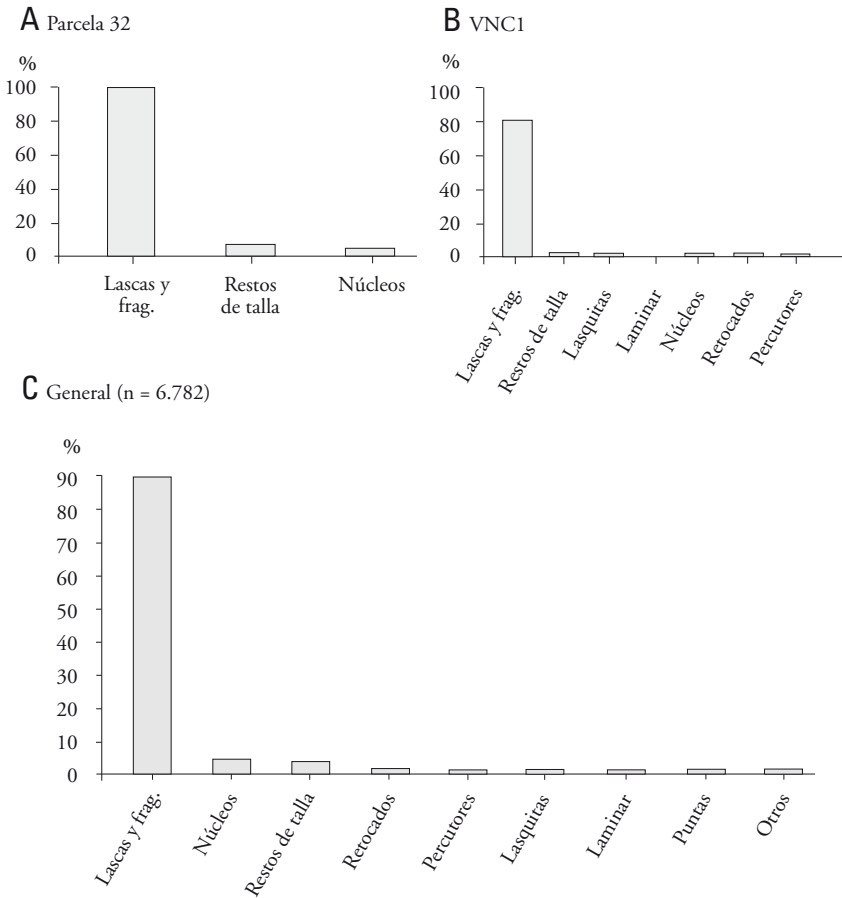 A Parcela 32
%
100
80
60
40
20
0
Lascas y
frag.
Restos
de talla
Núcleos
B VNC1
%
100
80
60
40
20
0
Lascas y frag.
Restos de talla
Lasquitas
Laminar
Núcleos
Retocados
Percutores
C General (n = 6.782)
%
90
80
70
60
50
40
30
20
10
0
Lascas y frag.
Núcleos
Restos de talla
Retocados
Percutores
Lasquitas
Laminar
Puntas
Otros